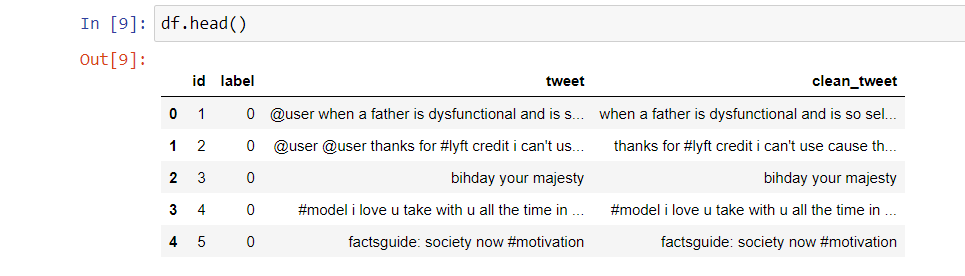 In [9]: df.head()
Out[9]:
id label tweet clean_tweet
0 1 0 @user when a father is dysfunctional and is s... when a father is dysfunctional and is so sel...
1 2 0 @user @user thanks for #lyft credit i can't us... thanks for #lyft credit i can't use cause th...
2 3 0 bihday your majesty bihday your majesty
3 4 0 #model i love u take with u all the time in ... #model i love u take with u all the time in ...
4 5 0 factsguide: society now #motivation factsguide: society now #motivation